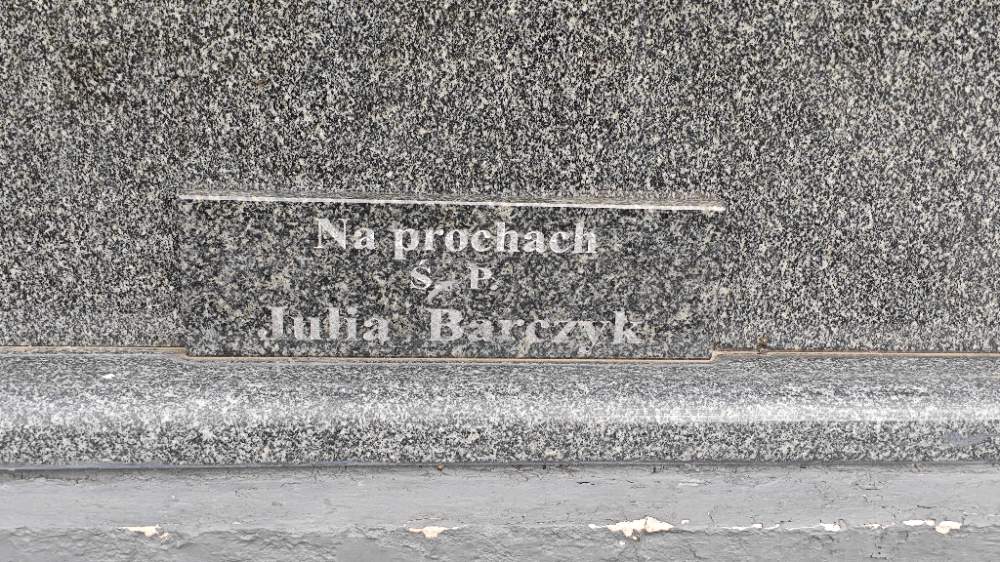 Na prochach
Ś. P.
Julia Barczyk